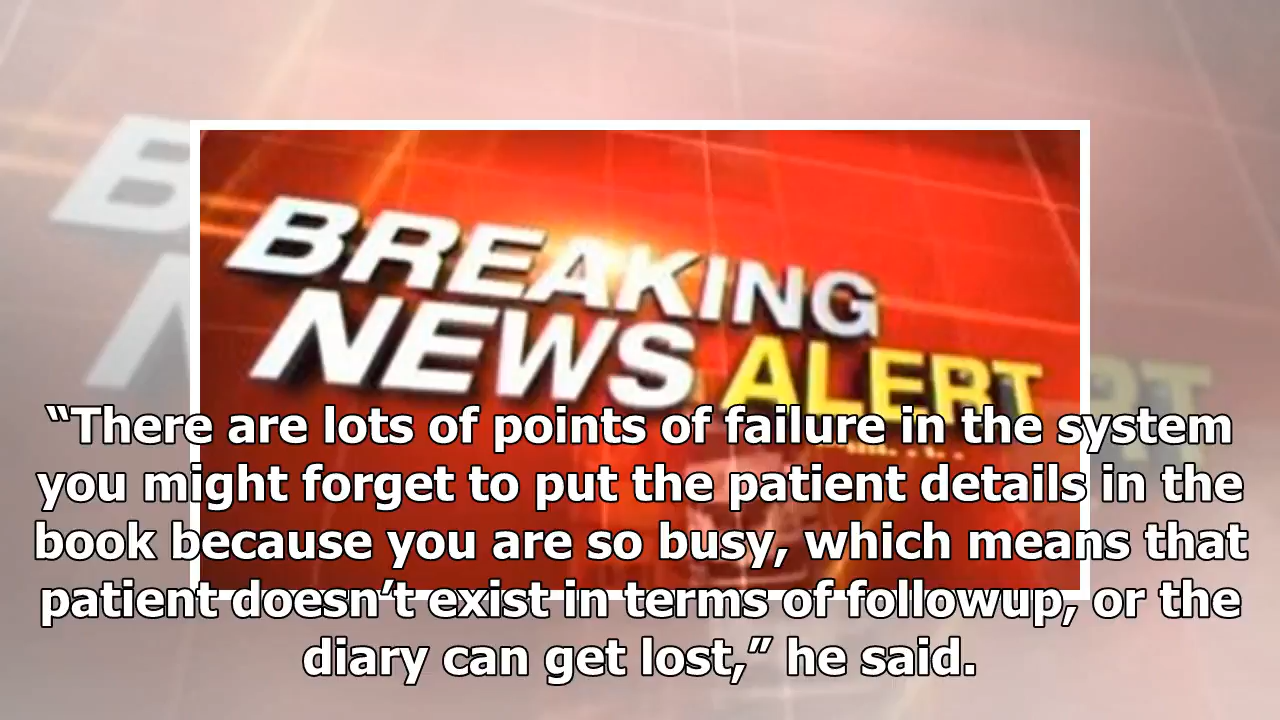 BREAKING
NEWS ALERT
“There are lots of points of failure in the system
you might forget to put the patient details in the
book because you are so busy, which means that
patient doesn’t exist in terms of followup, or the
diary can get lost,” he said.